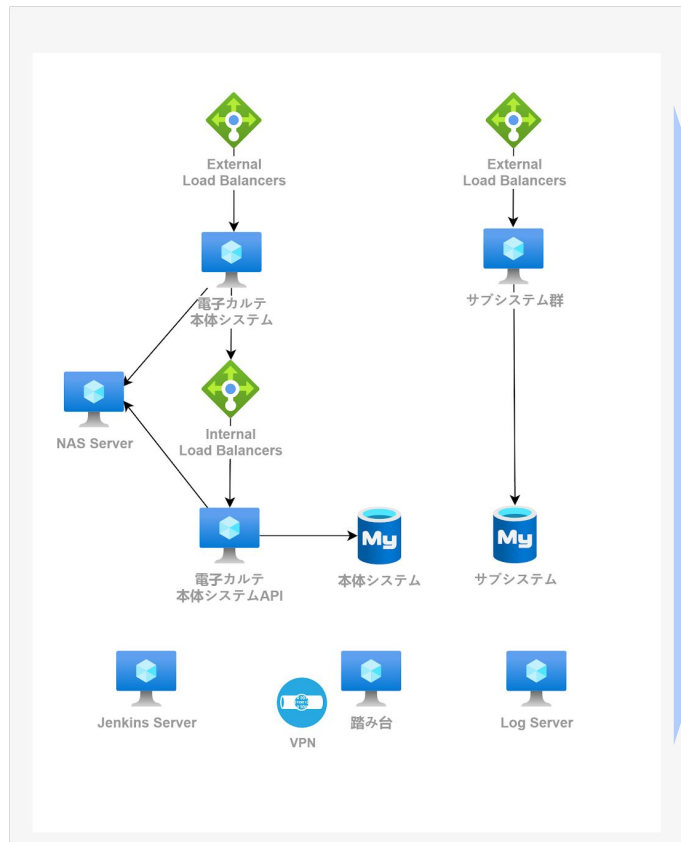 External
Load Balancers
External
Load Balancers
電子カルテ
本体システム
サブシステム群
NAS Server
Internal
Load Balancers
My
My
電子カルテ
本体システムAPI
本体システム
サブシステム
Jenkins Server
VPN
踏み台
Log Server